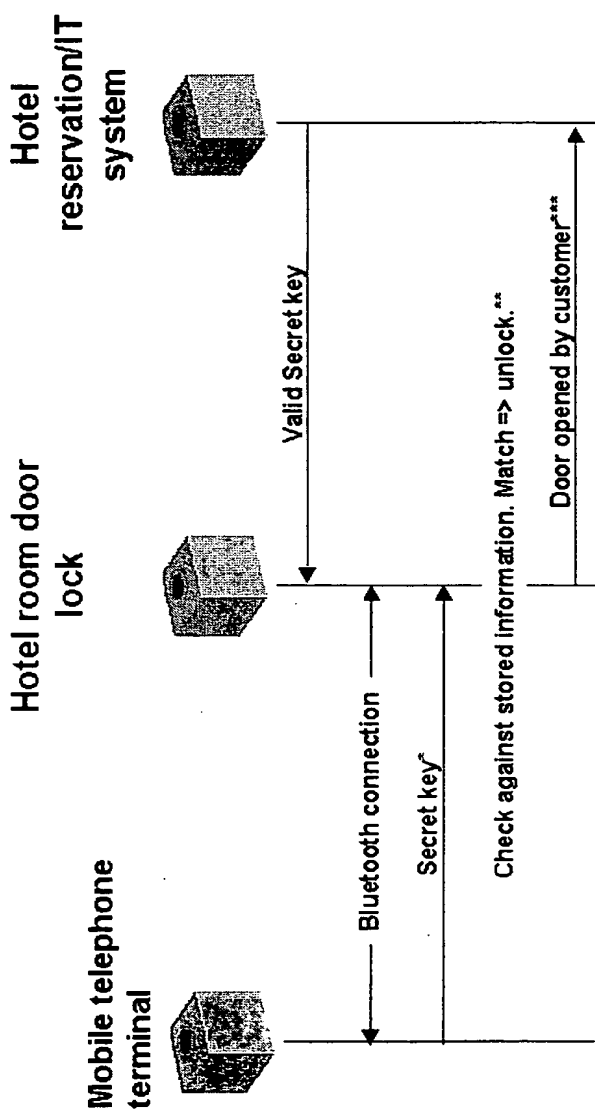 Mobile telephone
terminal
Hotel room door
lock
Hotel
reservation/IT
system
Valid Secret key
Bluetooth connection
Secret key*
Check against stored information. Match => unlock.**
Door opened by customer***